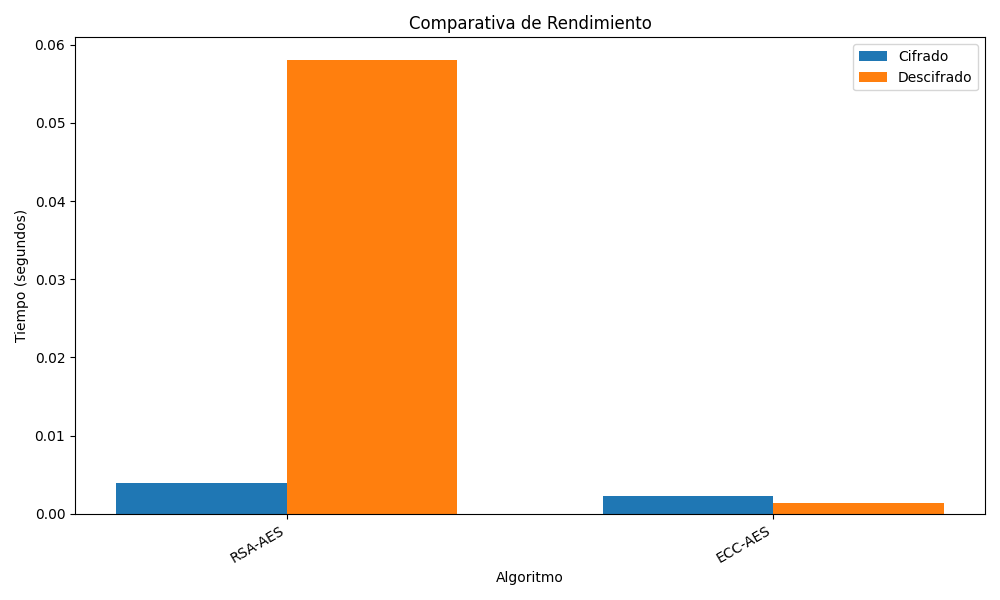 Comparativa de Rendimiento
Cifrado
Descifrado
Tiempo (segundos)
0.06
0.05
0.04
0.03
0.02
0.01
0.00
RSA-AES
ECC-AES
Algoritmo